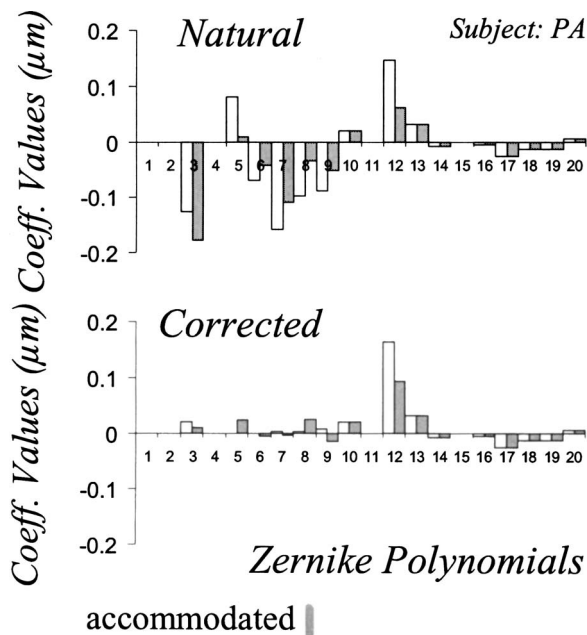 Natural
Subject: PA
Coeff. Values (μm)
0.2
0.1
0
-0.1
-0.2
1 2 3 4 5 6 7 8 9 10 11 12 13 14 15 16 17 18 19 20
Corrected
Coeff. Values (μm)
0.2
0.1
0
-0.1
-0.2
1 2 3 4 5 6 7 8 9 10 11 12 13 14 15 16 17 18 19 20
Zernike Polynomials
accommodated